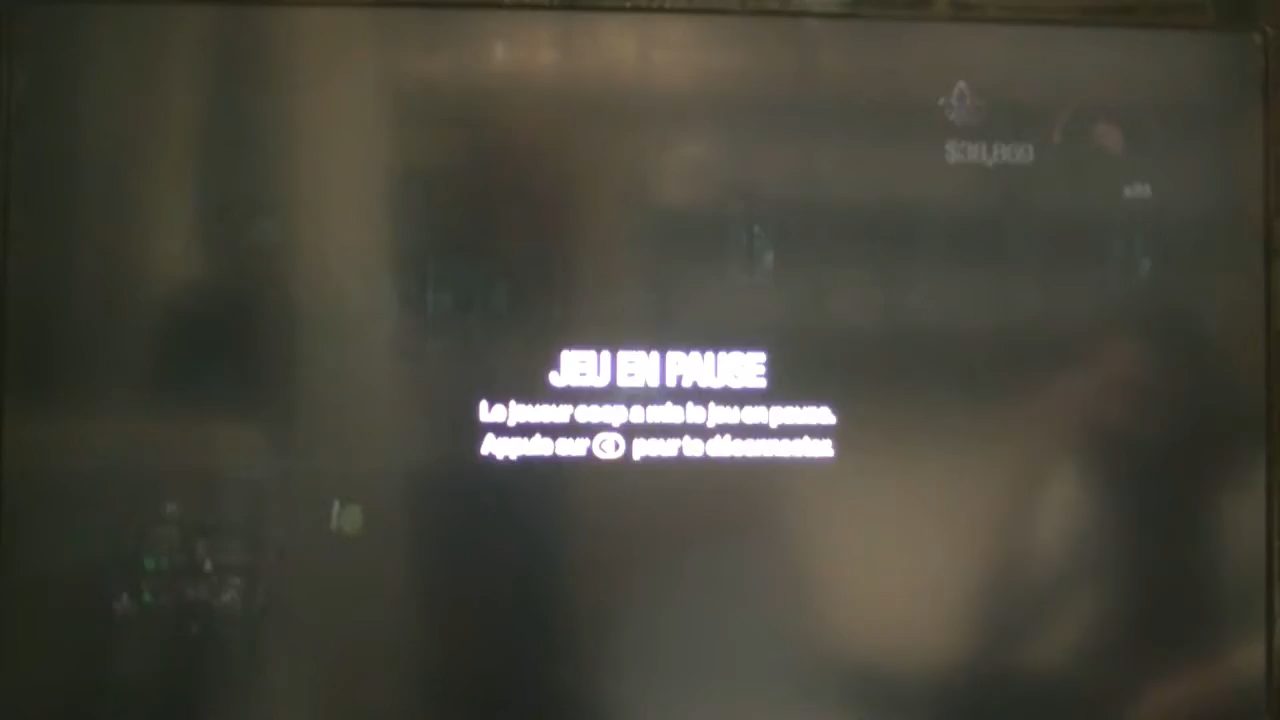 JEU EN PAUSE
Le joueur coop a mis le jeu en pause.
Appuie sur pour te déconnecter.